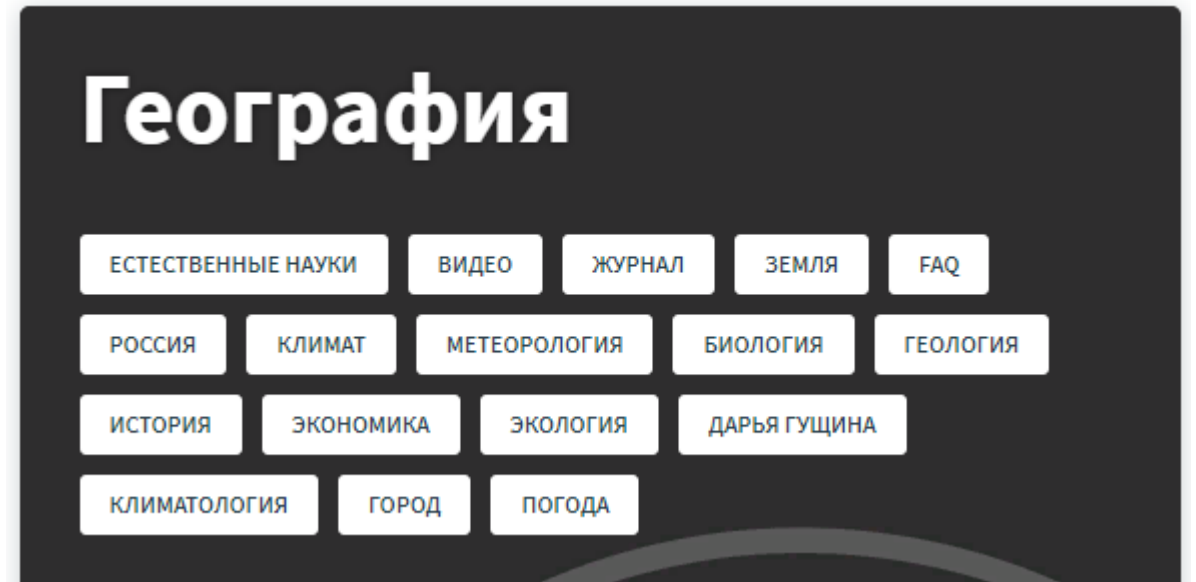 География
ЕСТЕСТВЕННЫЕ НАУКИ ВИДЕО ЖУРНАЛ ЗЕМЛЯ FAQ
РОССИЯ КЛИМАТ МЕТЕОРОЛОГИЯ БИОЛОГИЯ ГЕОЛОГИЯ
ИСТОРИЯ ЭКОНОМИКА ЭКОЛОГИЯ ДАРЬЯ ГУЩИНА
КЛИМАТОЛОГИЯ ГОРОД ПОГОДА